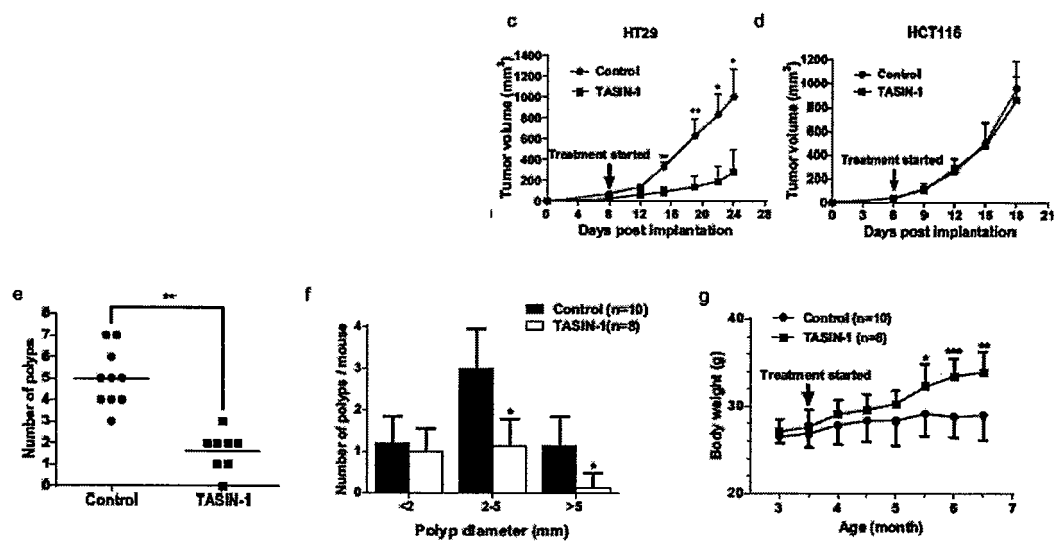 c
HT29
Tumor volume (mm³)
1400
1200
1000
800
600
400
200
0
Control
TASIN-1
Treatment started
**
**
*
*
0 4 8 12 16 20 24 28
Days post implantation
d
HCT116
Tumor volume (mm³)
1200
1000
800
600
400
200
0
Control
TASIN-1
Treatment started
0 3 6 9 12 15 18 21
Days post implantation
e
Number of polyps
8
7
6
5
4
3
2
1
0
**
Control TASIN-1
f
Number of polyps / mouse
4
3
2
1
0
Control (n=10)
TASIN-1(n=8)
*
*
<2 2-5 >5
Polyp diameter (mm)
g
Body weight (g)
40
30
20
Control (n=10)
TASIN-1 (n=8)
Treatment started
* *** **
3 4 5 6 7
Age (month)